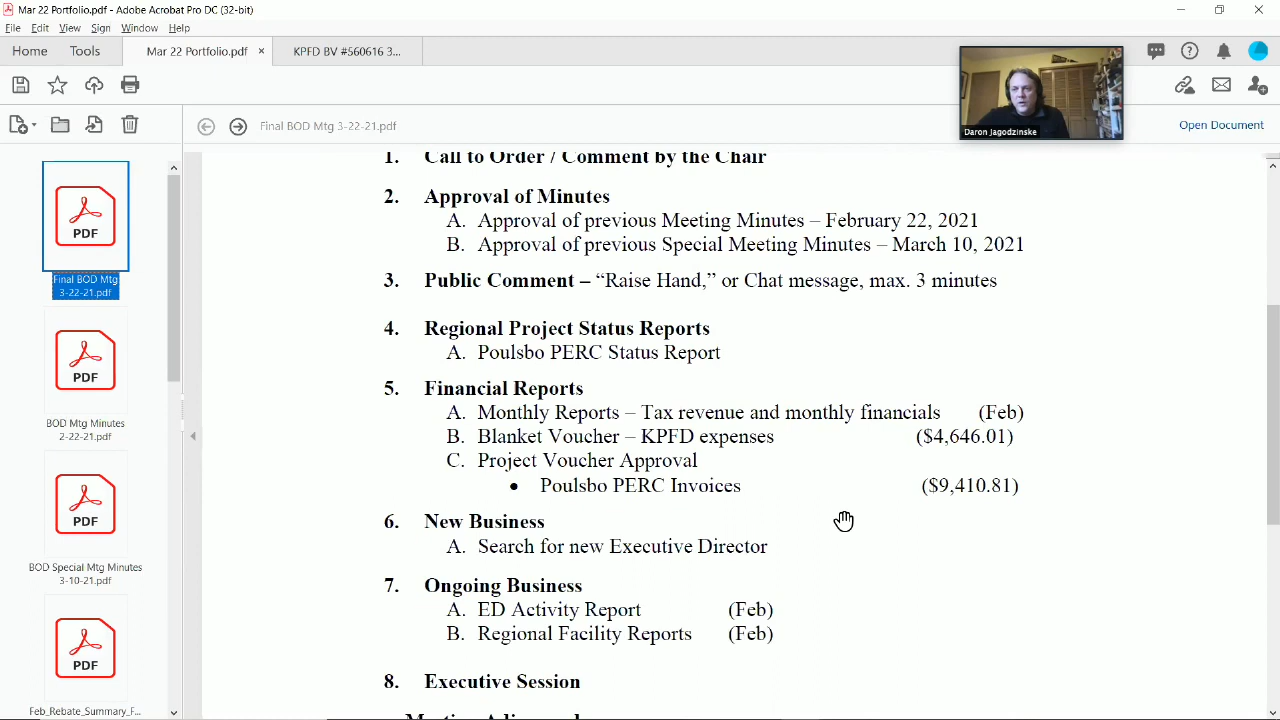 Mar 22 Portfolio.pdf - Adobe Acrobat Pro DC (32-bit)
File Edit View Sign Window Help
Home Tools Mar 22 Portfolio.pdf × KPFD BV #560616 3...
Daron Jagodzinske
Final BOD Mtg 3-22-21.pdf
Open Document
PDF
Final BOD Mtg
3-22-21.pdf
PDF
BOD Mtg Minutes
2-22-21.pdf
PDF
BOD Special Mtg Minutes
3-10-21.pdf
PDF
Feb_Rebate_Summary_F...
1. Call to Order / Comment by the Chair
2. Approval of Minutes
A. Approval of previous Meeting Minutes – February 22, 2021
B. Approval of previous Special Meeting Minutes – March 10, 2021
3. Public Comment – “Raise Hand,” or Chat message, max. 3 minutes
4. Regional Project Status Reports
A. Poulsbo PERC Status Report
5. Financial Reports
A. Monthly Reports – Tax revenue and monthly financials (Feb)
B. Blanket Voucher – KPFD expenses ($4,646.01)
C. Project Voucher Approval
• Poulsbo PERC Invoices ($9,410.81)
6. New Business
A. Search for new Executive Director
7. Ongoing Business
A. ED Activity Report (Feb)
B. Regional Facility Reports (Feb)
8. Executive Session